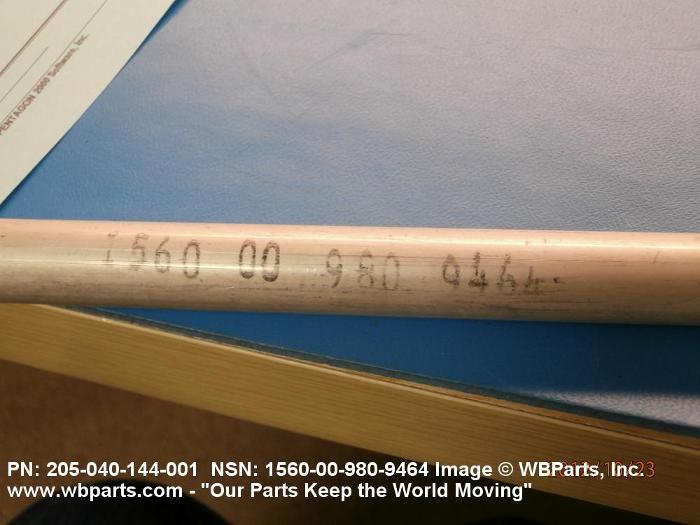 PENTAGON 2000 Software, Inc.
1560 00 980 9464
PN: 205-040-144-001 NSN: 1560-00-980-9464 Image © WBParts, Inc.
www.wbparts.com - "Our Parts Keep the World Moving"